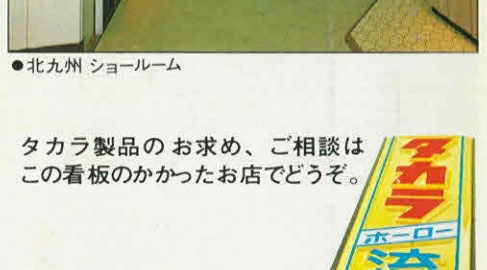 ●北九州 ショールーム
タカラ製品のお求め、ご相談は
この看板のかかったお店でどうぞ。
タカラ
ホーロー